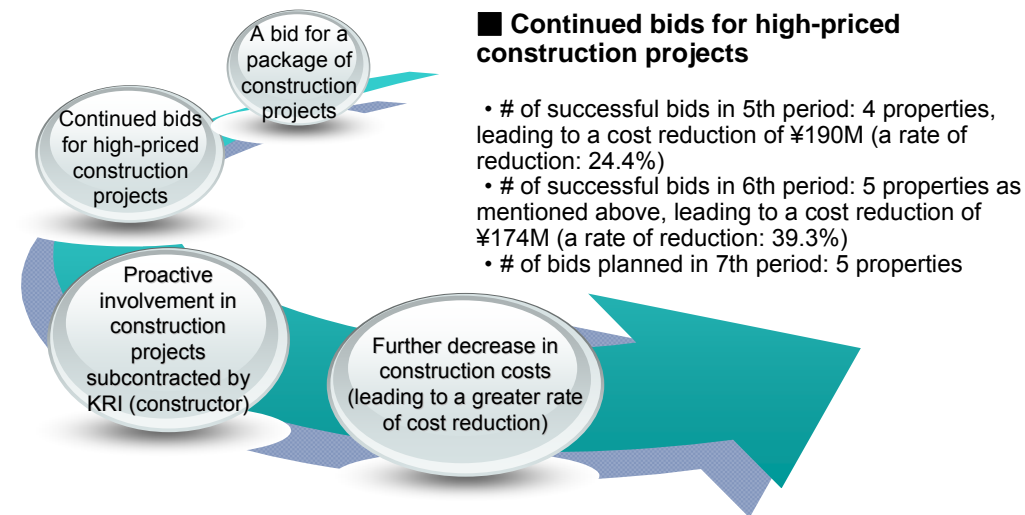 A bid for a
package of
construction
projects
Continued bids
for high-priced
construction
projects
Proactive
involvement in
construction
projects
subcontracted by
KRI (constructor)
Further decrease in
construction costs
(leading to a greater rate
of cost reduction)
■ Continued bids for high-priced
construction projects
・# of successful bids in 5th period: 4 properties,
leading to a cost reduction of ¥190M (a rate of
reduction: 24.4%)
・# of successful bids in 6th period: 5 properties as
mentioned above, leading to a cost reduction of
¥174M (a rate of reduction: 39.3%)
・# of bids planned in 7th period: 5 properties